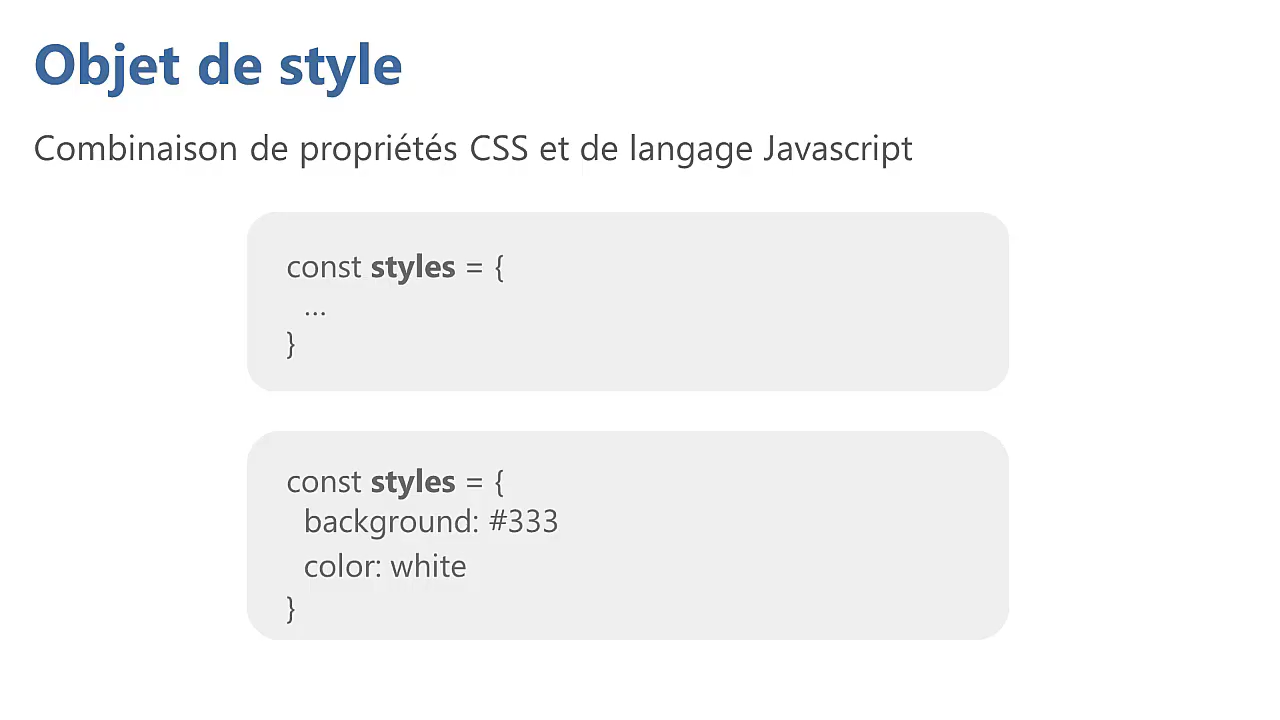 Objet de style
Combinaison de propriétés CSS et de langage Javascript
const styles = {
...
}
const styles = {
background: #333
color: white
}